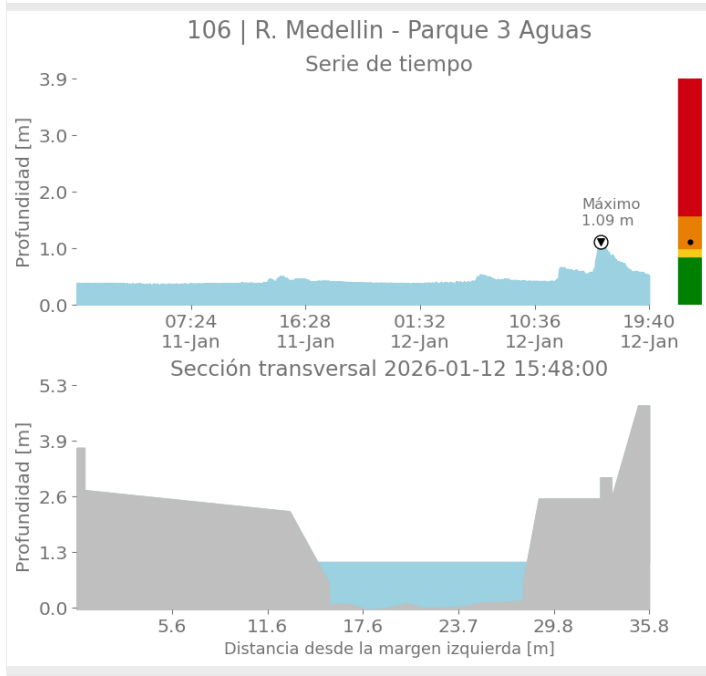 106 | R. Medellin - Parque 3 Aguas
Serie de tiempo
Profundidad [m]
3.9
3.0
2.0
1.0
0.0
Máximo
1.09 m
07:24 16:28 01:32 10:36 19:40
11-Jan 11-Jan 12-Jan 12-Jan 12-Jan
Sección transversal 2026-01-12 15:48:00
Profundidad [m]
5.3
3.9
2.6
1.3
0.0
5.6 11.6 17.6 23.7 29.8 35.8
Distancia desde la margen izquierda [m]